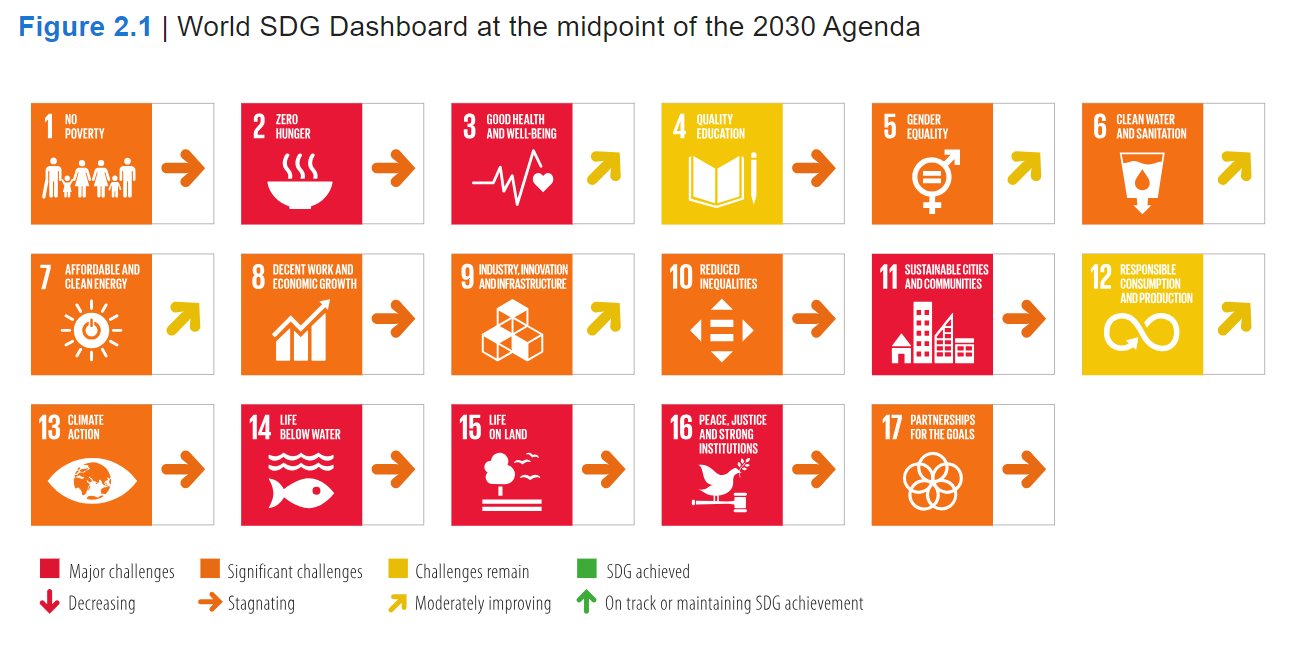 Figure 2.1 | World SDG Dashboard at the midpoint of the 2030 Agenda
1 NO
POVERTY
2 ZERO
HUNGER
3 GOOD HEALTH
AND WELL-BEING
4 QUALITY
EDUCATION
5 GENDER
EQUALITY
6 CLEAN WATER
AND SANITATION
7 AFFORDABLE AND
CLEAN ENERGY
8 DECENT WORK AND
ECONOMIC GROWTH
9 INDUSTRY, INNOVATION
AND INFRASTRUCTURE
10 REDUCED
INEQUALITIES
11 SUSTAINABLE CITIES
AND COMMUNITIES
12 RESPONSIBLE
CONSUMPTION
AND PRODUCTION
13 CLIMATE
ACTION
14 LIFE
BELOW WATER
15 LIFE
ON LAND
16 PEACE, JUSTICE
AND STRONG
INSTITUTIONS
17 PARTNERSHIPS
FOR THE GOALS
Major challenges Significant challenges Challenges remain SDG achieved
Decreasing Stagnating Moderately improving On track or maintaining SDG achievement